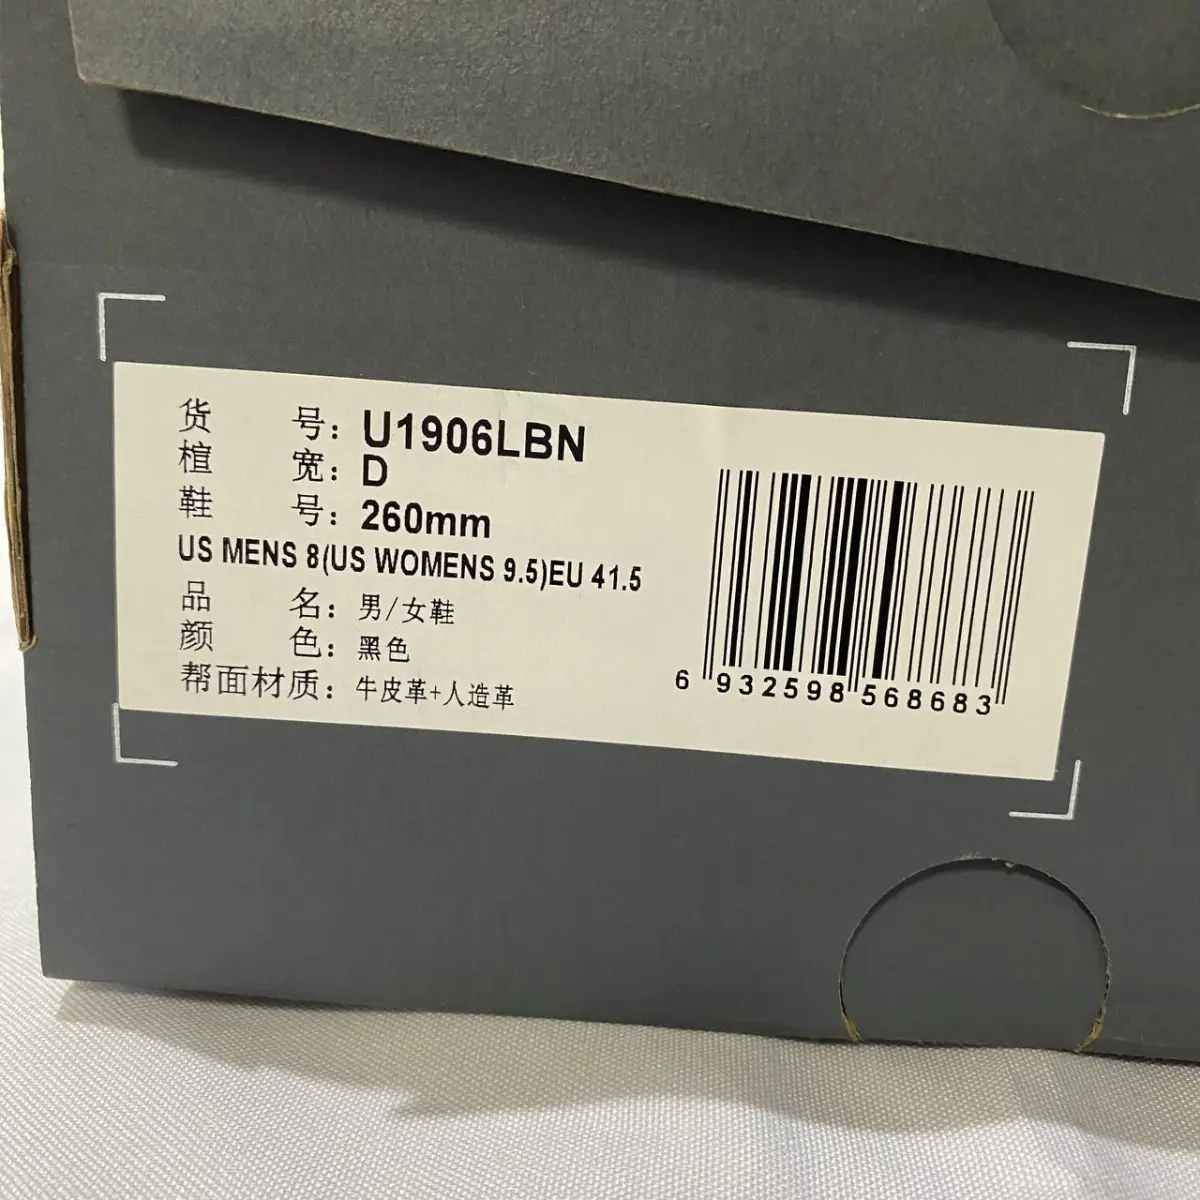 货 号: U1906LBN
楦 宽: D
鞋 号: 260mm
US MENS 8(US WOMENS 9.5)EU 41.5
品 名: 男/女鞋
颜 色: 黑色
帮面材质: 牛皮革+人造革
6 932598 568683